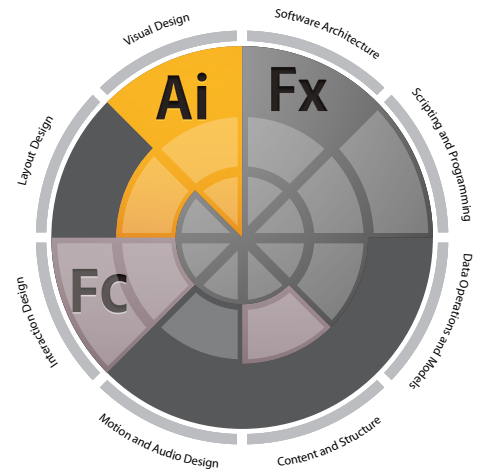 Visual Design
Software Architecture
Ai
Fx
Layout Design
Scripting and Programming
Fc
Interaction Design
Data Operations and Models
Motion and Audio Design
Content and Structure